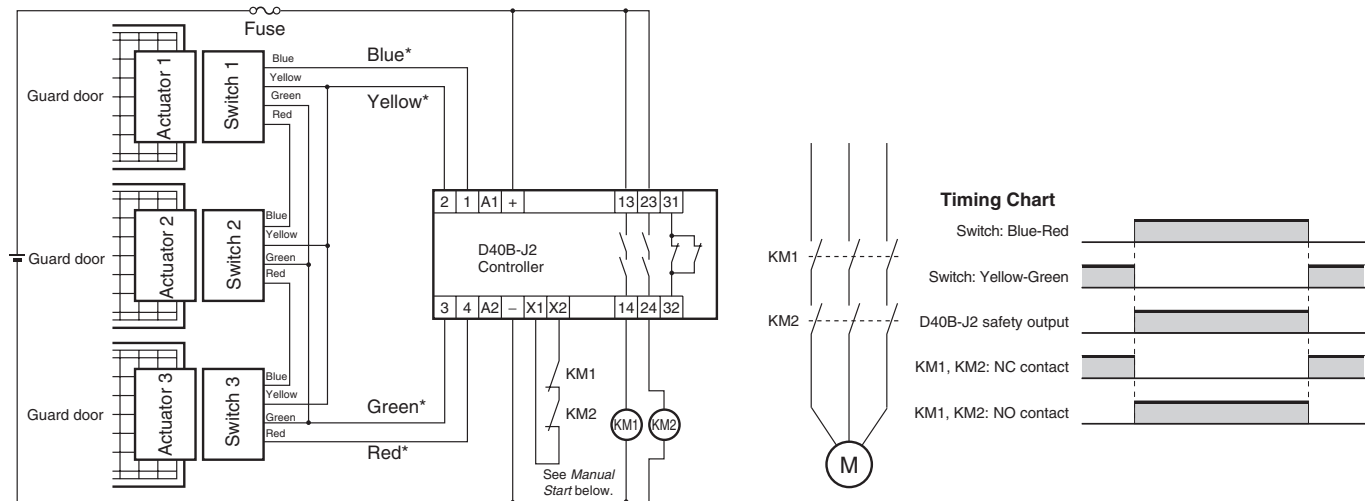 Fuse
Guard door
Actuator 1
Switch 1
Blue
Yellow
Green
Red
Blue*
Yellow*
Guard door
Actuator 2
Switch 2
Blue
Yellow
Green
Red
Guard door
Actuator 3
Switch 3
Blue
Yellow
Green
Red
Green*
Red*
2 1 A1 + 13 23 31
D40B-J2
Controller
3 4 A2 – X1 X2 14 24 32
KM1
KM2
KM1 KM2
See Manual
Start below.
KM1
KM2
M
Timing Chart
Switch: Blue-Red
Switch: Yellow-Green
D40B-J2 safety output
KM1, KM2: NC contact
KM1, KM2: NO contact